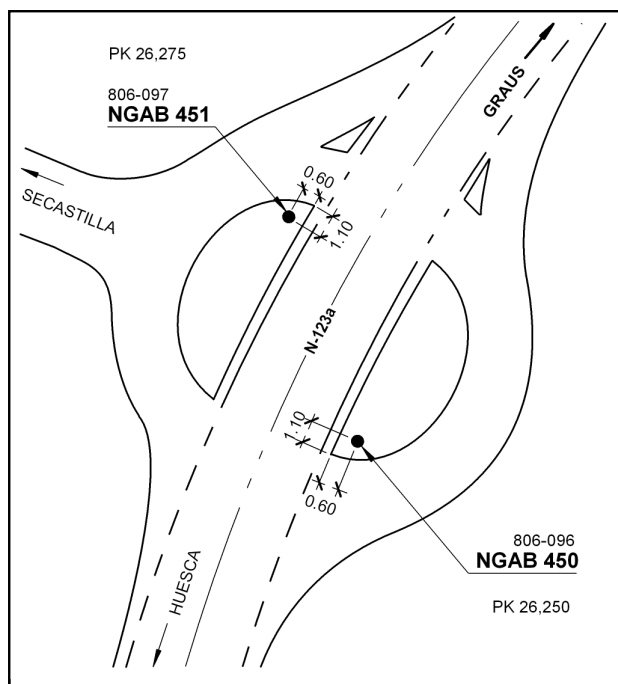 PK 26,275
806-097
NGAB 451
GRAUS
0.60
1.10
SECASTILLA
N-123a
1.10
0.60
HUESCA
806-096
NGAB 450
PK 26,250